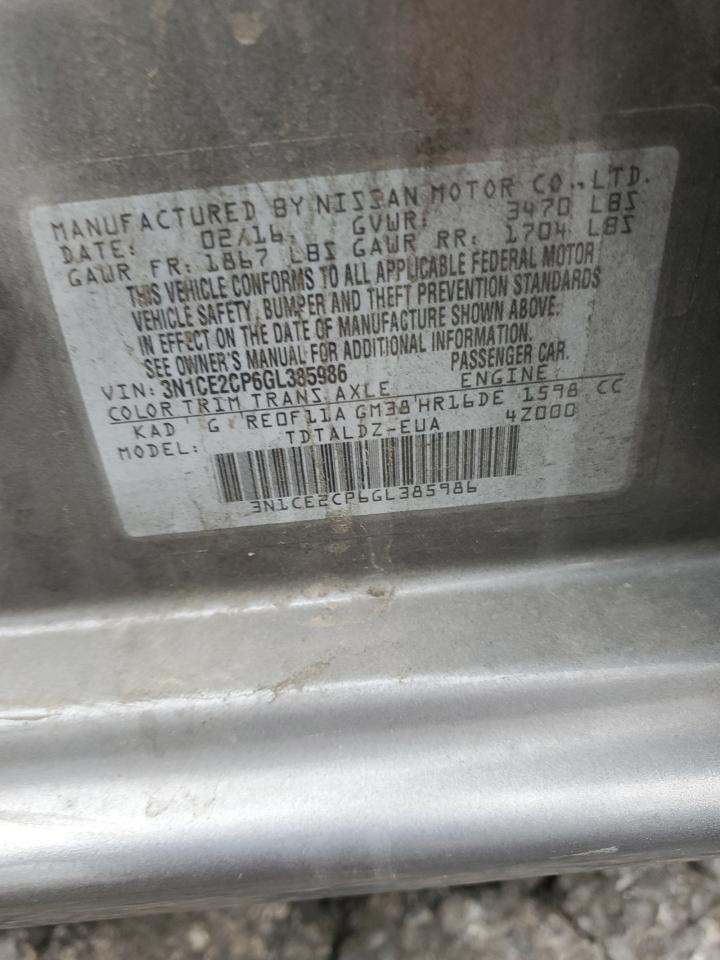 MANUFACTURED BY NISSAN MOTOR CO., LTD.
DATE: 02/16 GVWR: 3470 LBS
GAWR FR: 1867 LBS GAWR RR: 1704 LBS
THIS VEHICLE CONFORMS TO ALL APPLICABLE FEDERAL MOTOR
VEHICLE SAFETY, BUMPER AND THEFT PREVENTION STANDARDS
IN EFFECT ON THE DATE OF MANUFACTURE SHOWN ABOVE.
SEE OWNER'S MANUAL FOR ADDITIONAL INFORMATION.
VIN: 3N1CE2CP6GL385986 PASSENGER CAR.
COLOR TRIM TRANS AXLE ENGINE
KAD G RE0F11A GM38 HR16DE 1598 CC
MODEL: TDTALDZ-EUA 4Z000
3N1CE2CP6GL385986